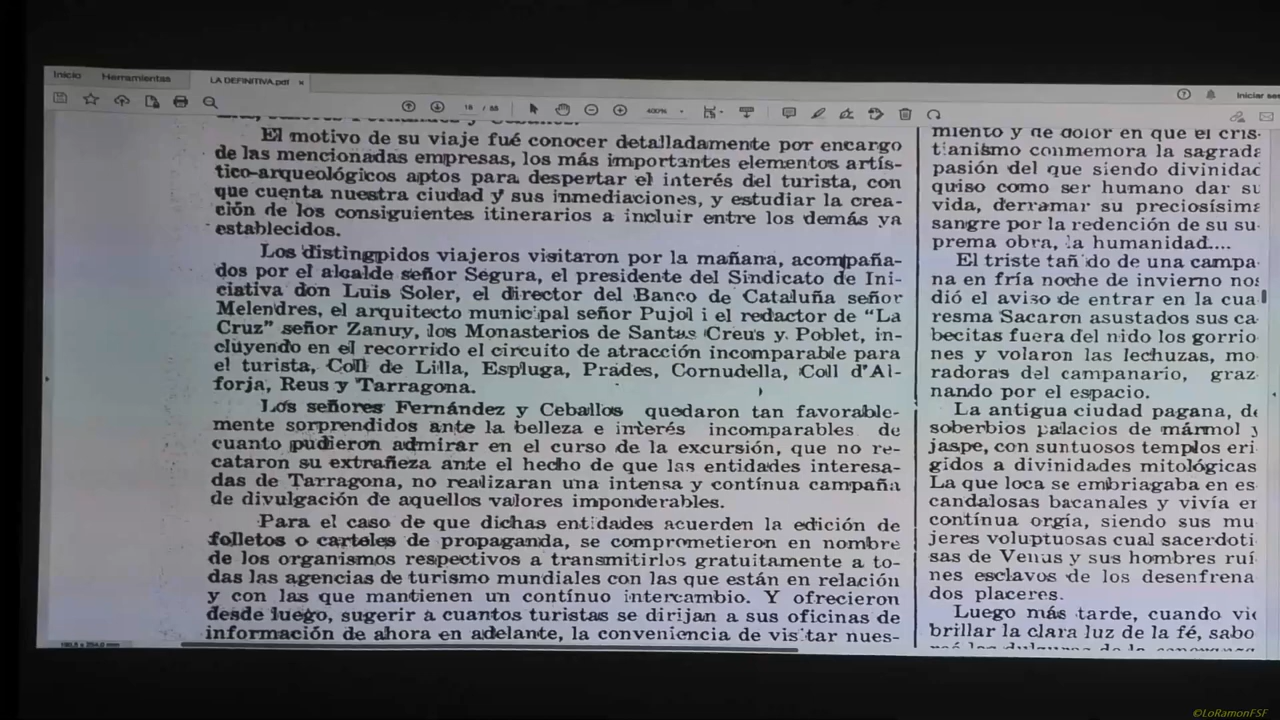 Inicio Herramientas LA DEFINITIVA.pdf ×
16 / 88 400% Iniciar ses
El motivo de su viaje fué conocer detalladamente por encargo
de las mencionadas empresas, los más importantes elementos artís-
tico-arqueológicos aptos para despertar el interés del turista, con
que cuenta nuestra ciudad y sus inmediaciones, y estudiar la crea-
ción de los consiguientes itinerarios a incluir entre los demás ya
establecidos.
Los distingpidos viajeros visitaron por la mañana, acompaña-
dos por el alcalde señor Segura, el presidente del Sindicato de Ini-
ciativa don Luis Soler, el director del Banco de Cataluña señor
Melendres, el arquitecto municipal señor Pujol i el redactor de "La
Cruz" señor Zanuy, los Monasterios de Santas Creus y Poblet, in-
cluyendo en el recorrido el circuito de atracción incomparable para
el turista, Coll de Lilla, Espluga, Prades, Cornudella, Coll d'Al-
forja, Reus y Tarragona.
Los señores Fernández y Ceballos quedaron tan favorable-
mente sorprendidos ante la belleza e interés incomparables de
cuanto pudieron admirar en el curso de la excursión, que no re-
cataron su extrañeza ante el hecho de que las entidades interesa-
das de Tarragona, no realizaran una intensa y contínua campaña
de divulgación de aquellos valores imponderables.
Para el caso de que dichas entidades acuerden la edición de
folletos o carteles de propaganda, se comprometieron en nombre
de los organismos respectivos a transmitirlos gratuitamente a to-
das las agencias de turismo mundiales con las que están en relación
y con las que mantienen un contínuo intercambio. Y ofrecieron
desde luego, sugerir a cuantos turistas se dirijan a sus oficinas de
información de ahora en adelante, la conveniencia de visitar nues-
miento y de dolor en que el cris-
tianismo conmemora la sagrada
pasión del que siendo divinidad
quiso como ser humano dar su
vida, derramar su preciosísima
sangre por la redención de su su-
prema obra, la humanidad....
El triste tañido de una campa-
na en fría noche de invierno nos
dió el aviso de entrar en la cua-
resma Sacaron asustados sus ca-
becitas fuera del nido los gorrio-
nes y volaron las lechuzas, mo-
radoras del campanario, graz-
nando por el espacio.
La antigua ciudad pagana, de
soberbios palacios de mármol y
jaspe, con suntuosos templos eri-
gidos a divinidades mitológicas
La que loca se embriagaba en es-
candalosas bacanales y vivía en
contínua orgía, siendo sus mu-
jeres voluptuosas cual sacerdoti-
sas de Venus y sus hombres ruí-
nes esclavos de los desenfrena-
dos placeres.
Luego más tarde, cuando vió
brillar la clara luz de la fé, sabo-
©LoRamonFSF